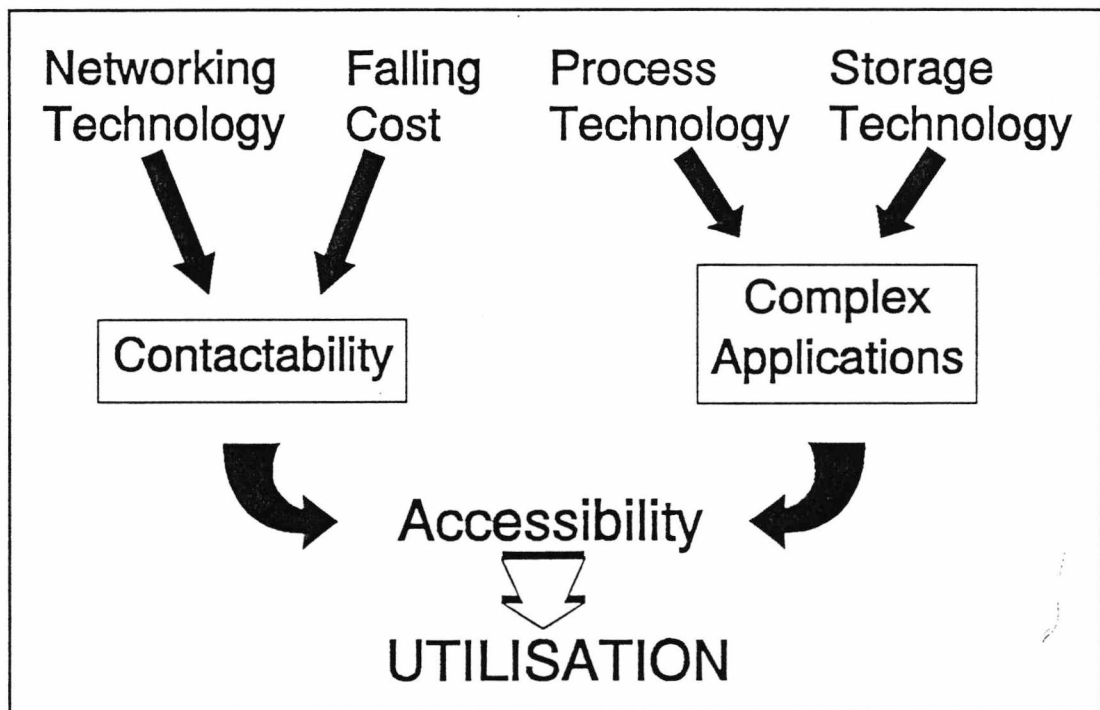 Networking Technology
Falling Cost
Process Technology
Storage Technology
Contactability
Complex
Applications
Accessibility
UTILISATION